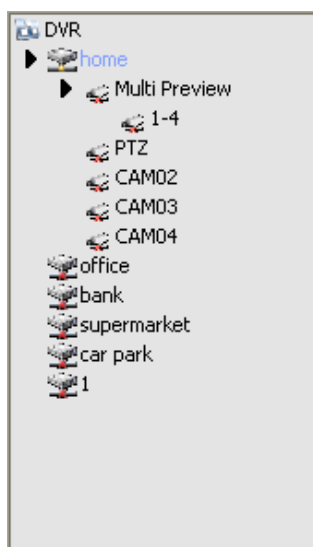 DVR
home
Multi Preview
1-4
PTZ
CAM02
CAM03
CAM04
office
bank
supermarket
car park
1